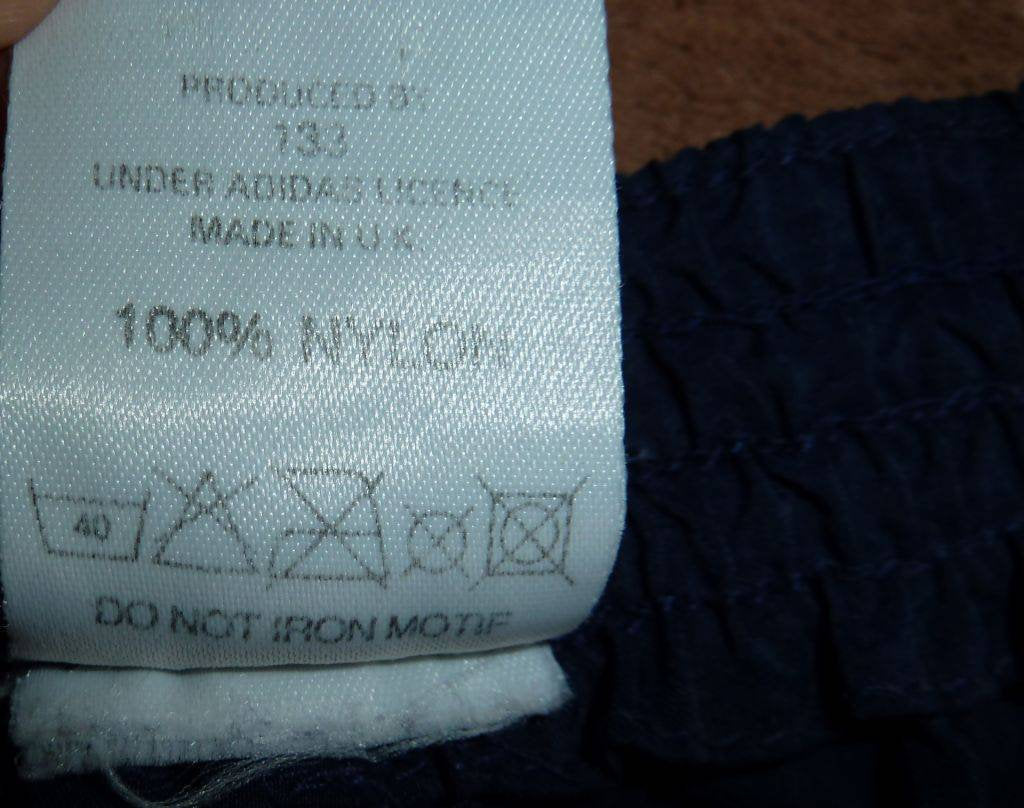 PRODUCED BY
133
UNDER ADIDAS LICENCE
MADE IN U.K.
100% NYLON
40
DO NOT IRON MOTIF